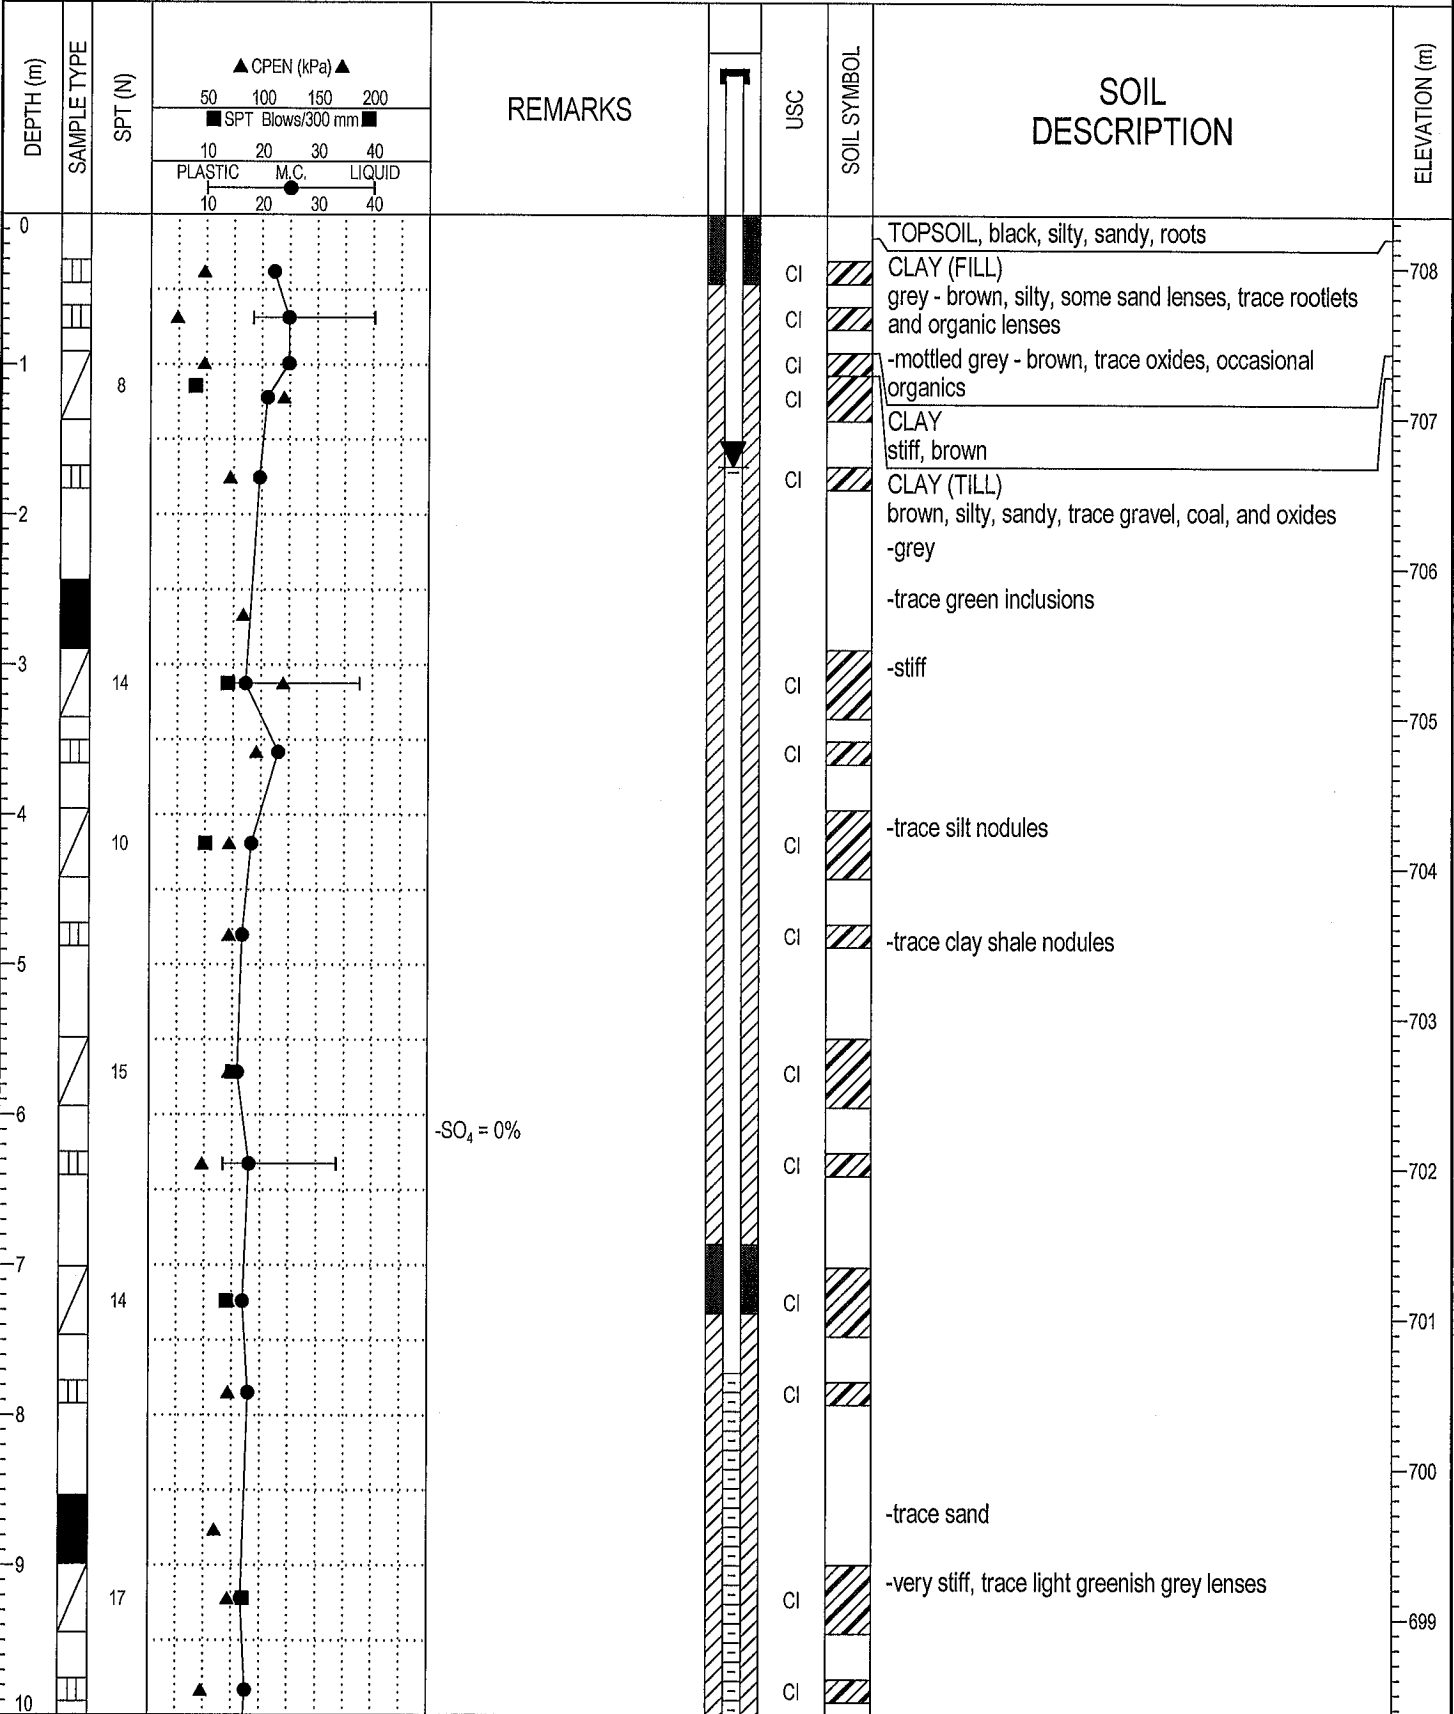 DEPTH (m)
SAMPLE TYPE
SPT (N)
▲ CPEN (kPa) ▲
50 100 150 200
■ SPT Blows/300 mm ■
10 20 30 40
PLASTIC M.C. LIQUID
10 20 30 40
REMARKS
USC
SOIL SYMBOL
SOIL
DESCRIPTION
ELEVATION (m)
0
TOPSOIL, black, silty, sandy, roots
CI
CLAY (FILL)
708
grey - brown, silty, some sand lenses, trace rootlets
CI
and organic lenses
1
CI
-mottled grey - brown, trace oxides, occasional
8
CI
organics
CLAY
707
stiff, brown
CI
CLAY (TILL)
2
brown, silty, sandy, trace gravel, coal, and oxides
-grey
706
-trace green inclusions
3
-stiff
14
CI
705
CI
4
-trace silt nodules
10
CI
704
CI
-trace clay shale nodules
5
703
15
CI
6
-SO₄ = 0%
CI
702
7
14
CI
701
CI
8
700
-trace sand
9
-very stiff, trace light greenish grey lenses
17
CI
699
CI
10